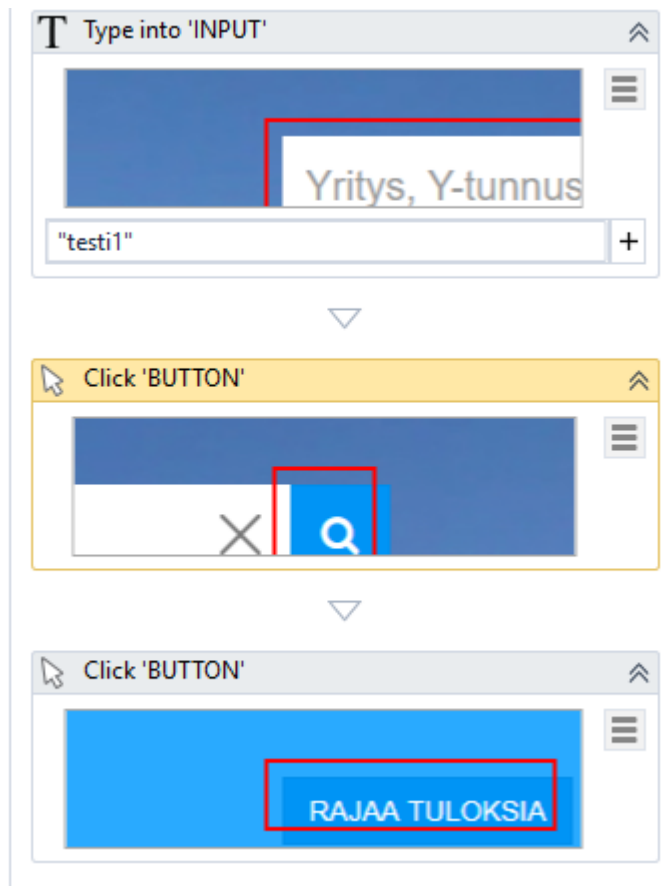 Type into 'INPUT'
Yritys, Y-tunnus
"testi1"
Click 'BUTTON'
Click 'BUTTON'
RAJAA TULOKSIA